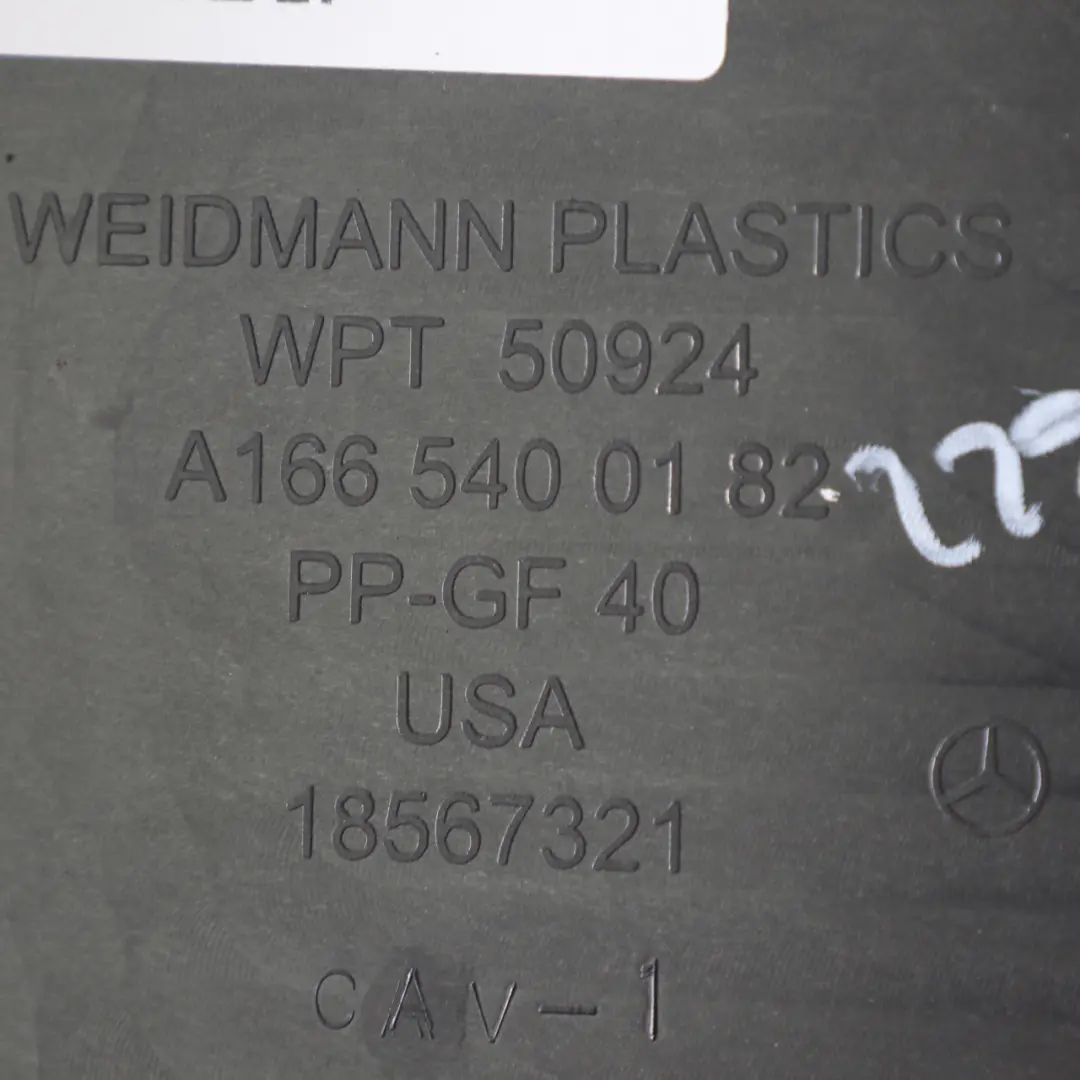 WEIDMANN PLASTICS
WPT 50924
A166 540 01 82
PP-GF 40
USA
18567321
CAV-1